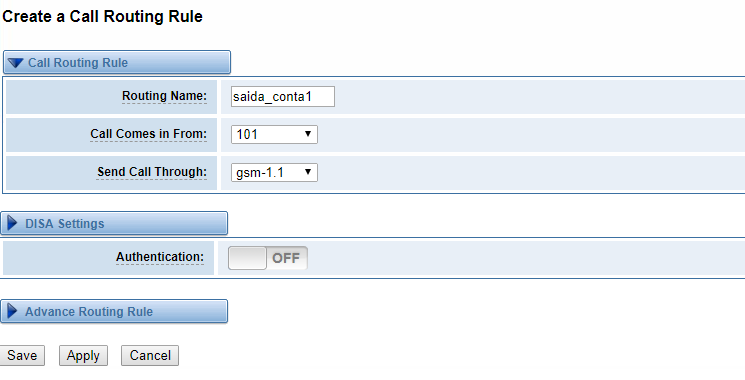 Create a Call Routing Rule
Call Routing Rule
Routing Name: saida_conta1
Call Comes in From: 101
Send Call Through: gsm-1.1
DISA Settings
Authentication: OFF
Advance Routing Rule
Save Apply Cancel